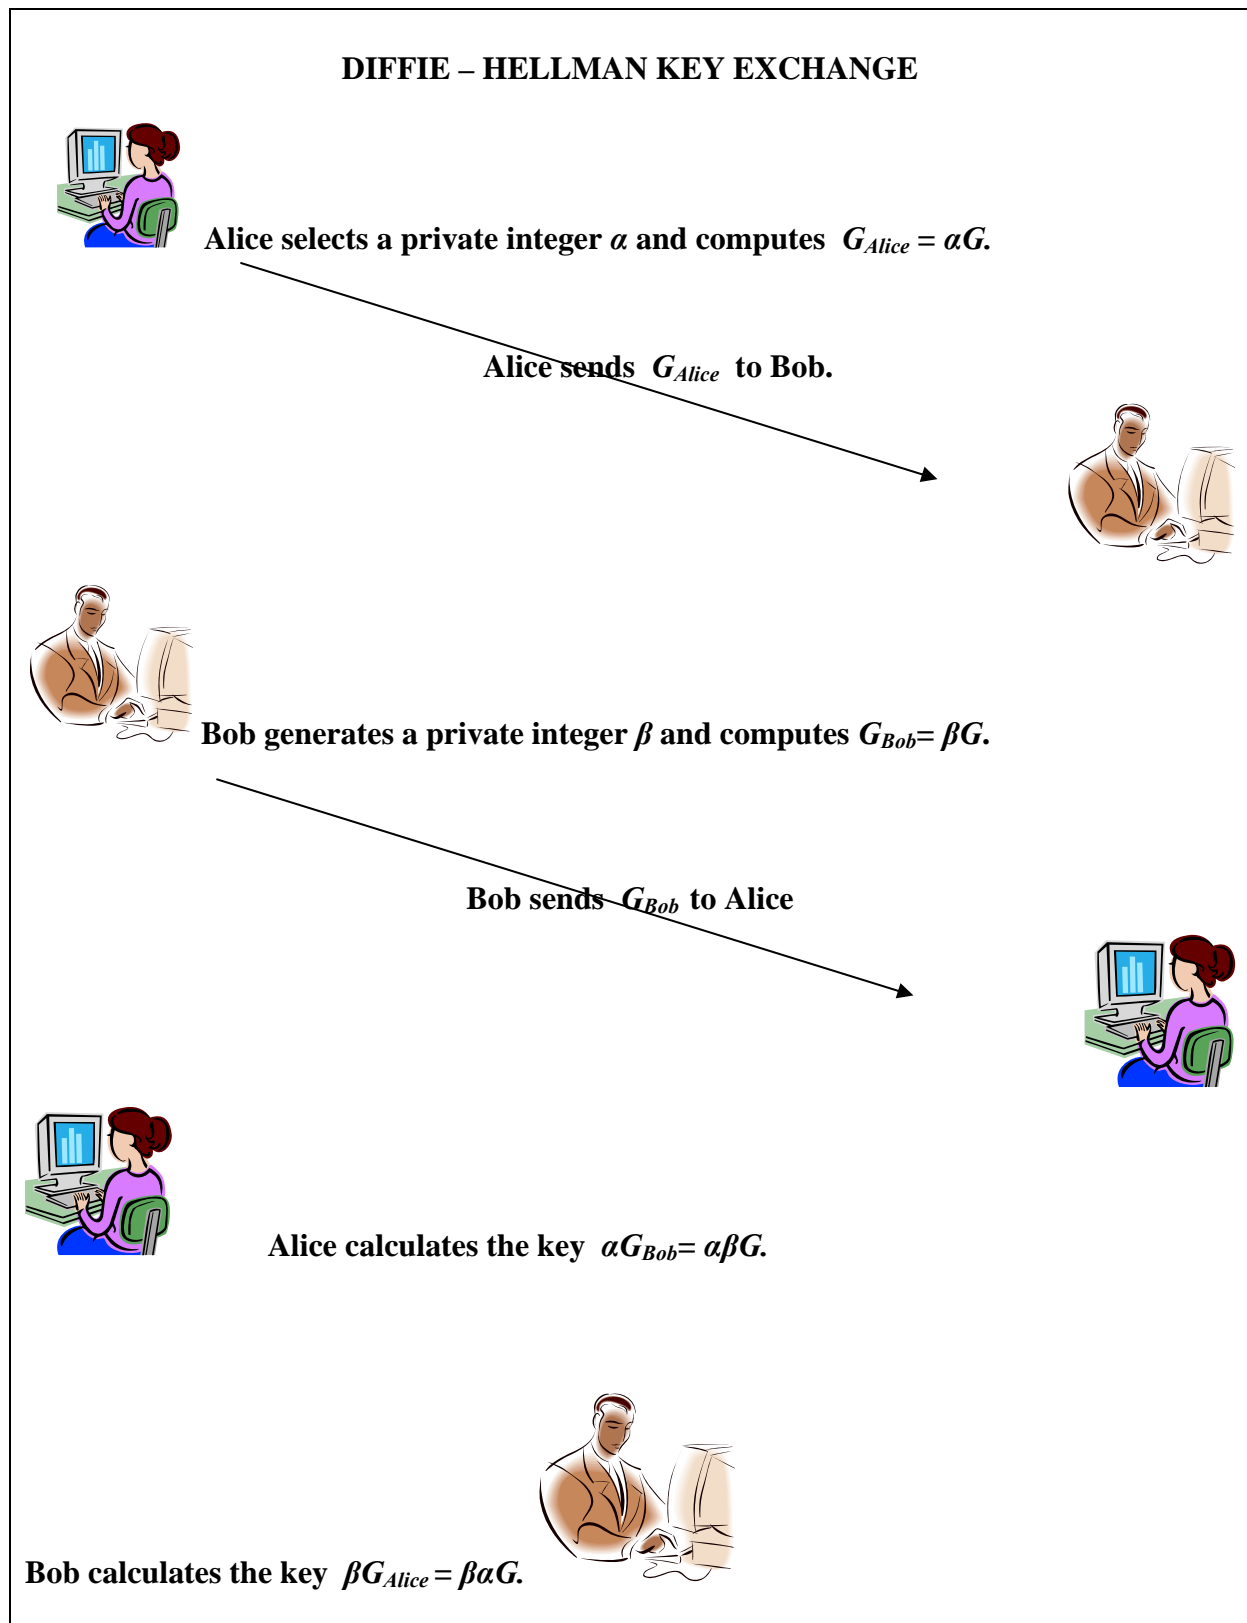 DIFFIE – HELLMAN KEY EXCHANGE
Alice selects a private integer α and computes G_Alice = αG.
Alice sends G_Alice to Bob.
Bob generates a private integer β and computes G_Bob= βG.
Bob sends G_Bob to Alice
Alice calculates the key αG_Bob= αβG.
Bob calculates the key βG_Alice = βαG.